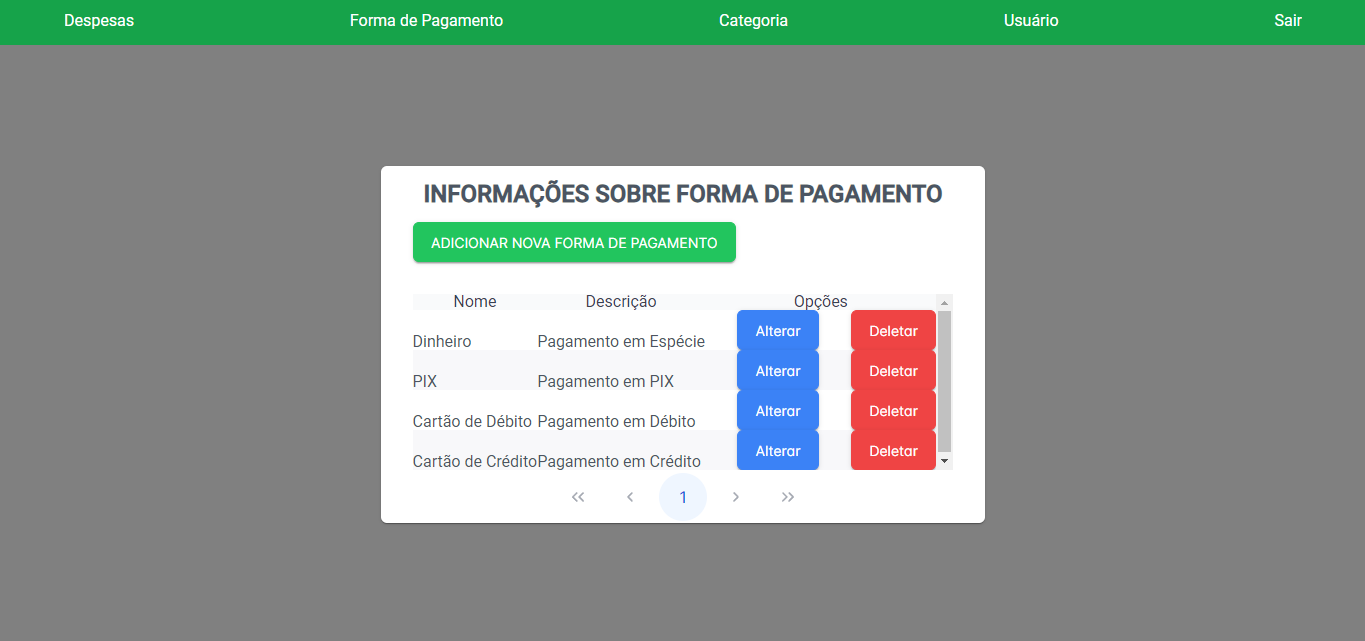 Despesas Forma de Pagamento Categoria Usuário Sair
INFORMAÇÕES SOBRE FORMA DE PAGAMENTO
ADICIONAR NOVA FORMA DE PAGAMENTO
Nome Descrição Opções
Dinheiro Pagamento em Espécie Alterar Deletar
PIX Pagamento em PIX Alterar Deletar
Cartão de Débito Pagamento em Débito Alterar Deletar
Cartão de Crédito Pagamento em Crédito Alterar Deletar
1